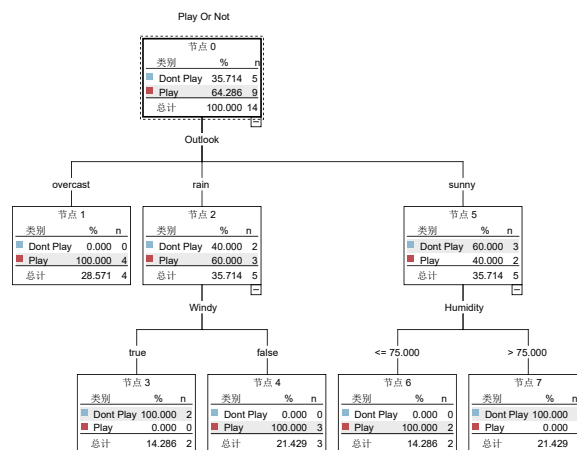 Play Or Not
节点 0
类别 % n
Dont Play 35.714 5
Play 64.286 9
总计 100.000 14
Outlook
overcast rain sunny
节点 1
类别 % n
Dont Play 0.000 0
Play 100.000 4
总计 28.571 4
节点 2
类别 % n
Dont Play 40.000 2
Play 60.000 3
总计 35.714 5
节点 5
类别 % n
Dont Play 60.000 3
Play 40.000 2
总计 35.714 5
Windy
Humidity
true false <= 75.000 > 75.000
节点 3
类别 % n
Dont Play 100.000 2
Play 0.000 0
总计 14.286 2
节点 4
类别 % n
Dont Play 0.000 0
Play 100.000 3
总计 21.429 3
节点 6
类别 % n
Dont Play 0.000 0
Play 100.000 2
总计 14.286 2
节点 7
类别 % n
Dont Play 100.000
Play 0.000
总计 21.429